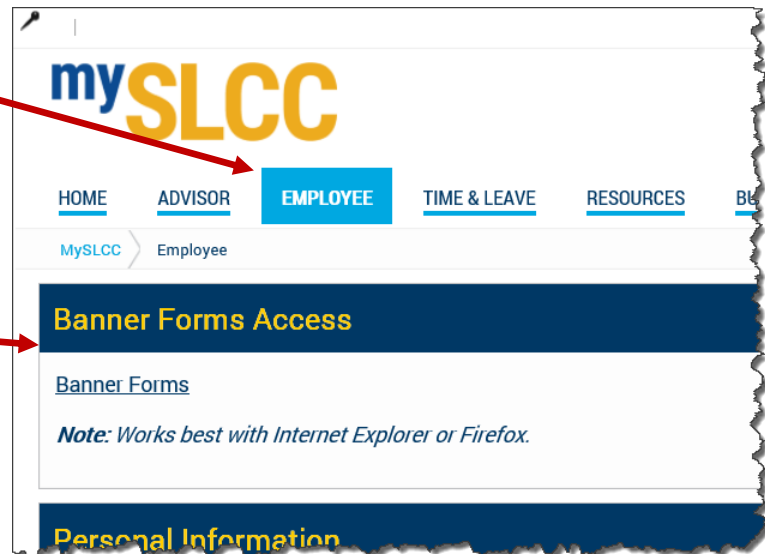 mySLCC
HOME ADVISOR EMPLOYEE TIME & LEAVE RESOURCES
MySLCC Employee
Banner Forms Access
Banner Forms
Note: Works best with Internet Explorer or Firefox.
Personal Information